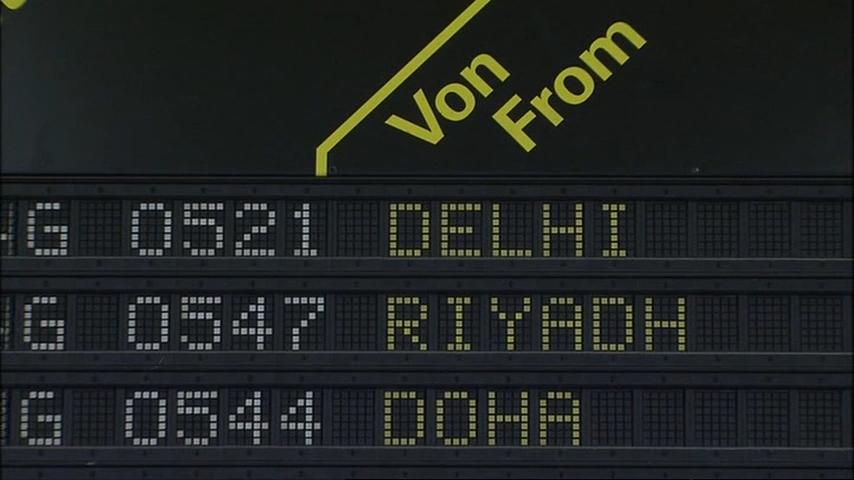 Von
From
G 0521 DELHI
G 0547 RIYADH
G 0544 DOHA